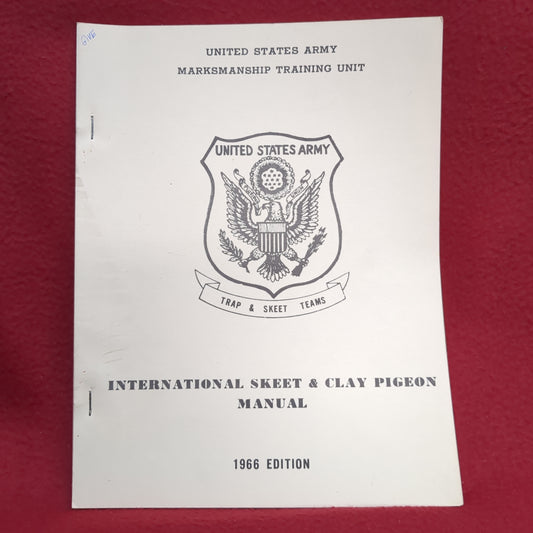 UNITED STATES ARMY
MARKSMANSHIP TRAINING UNIT
UNITED STATES ARMY
TRAP & SKEET TEAMS
INTERNATIONAL SKEET & CLAY PIGEON
MANUAL
1966 EDITION